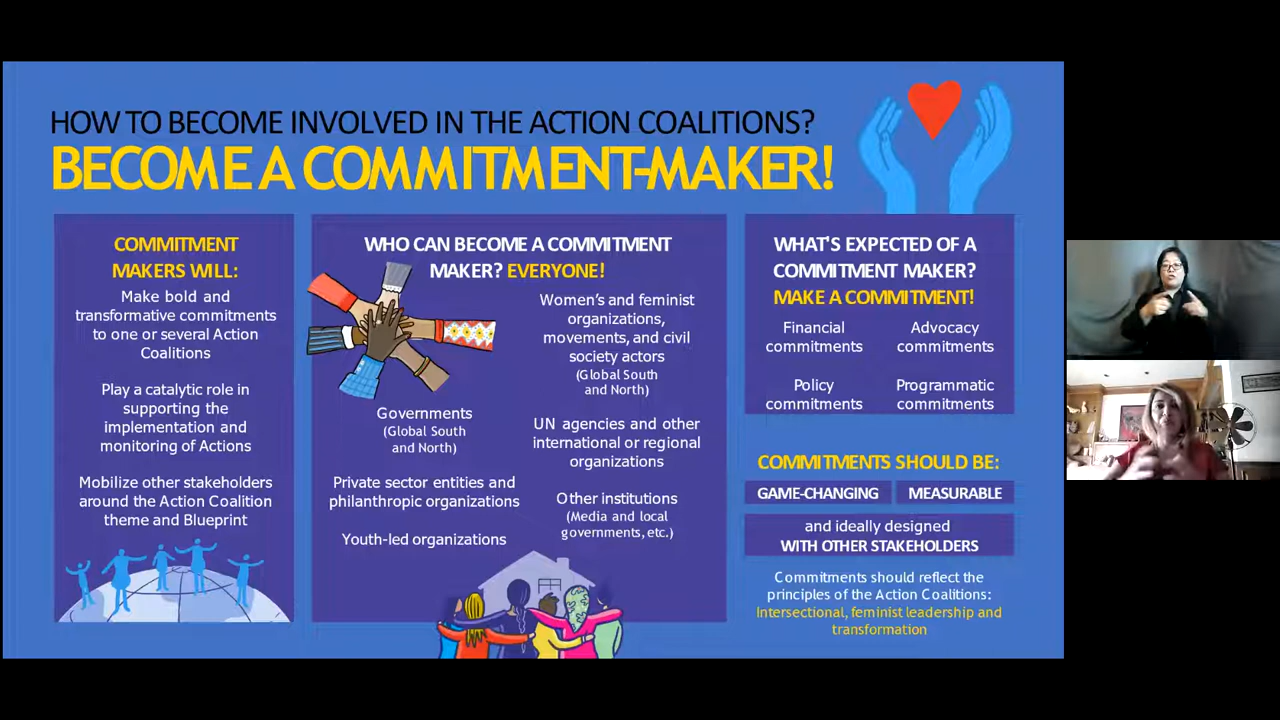 HOW TO BECOME INVOLVED IN THE ACTION COALITIONS?
BECOME A COMMITMENT-MAKER!
COMMITMENT
MAKERS WILL:
Make bold and
transformative commitments
to one or several Action
Coalitions
Play a catalytic role in
supporting the
implementation and
monitoring of Actions
Mobilize other stakeholders
around the Action Coalition
theme and Blueprint
WHO CAN BECOME A COMMITMENT
MAKER? EVERYONE!
Governments
(Global South
and North)
Private sector entities and
philanthropic organizations
Youth-led organizations
Women's and feminist
organizations,
movements, and civil
society actors
(Global South
and North)
UN agencies and other
international or regional
organizations
Other institutions
(Media and local
governments, etc.)
WHAT'S EXPECTED OF A
COMMITMENT MAKER?
MAKE A COMMITMENT!
Financial
commitments
Advocacy
commitments
Policy
commitments
Programmatic
commitments
COMMITMENTS SHOULD BE:
GAME-CHANGING
MEASURABLE
and ideally designed
WITH OTHER STAKEHOLDERS
Commitments should reflect the
principles of the Action Coalitions:
Intersectional, feminist leadership and
transformation